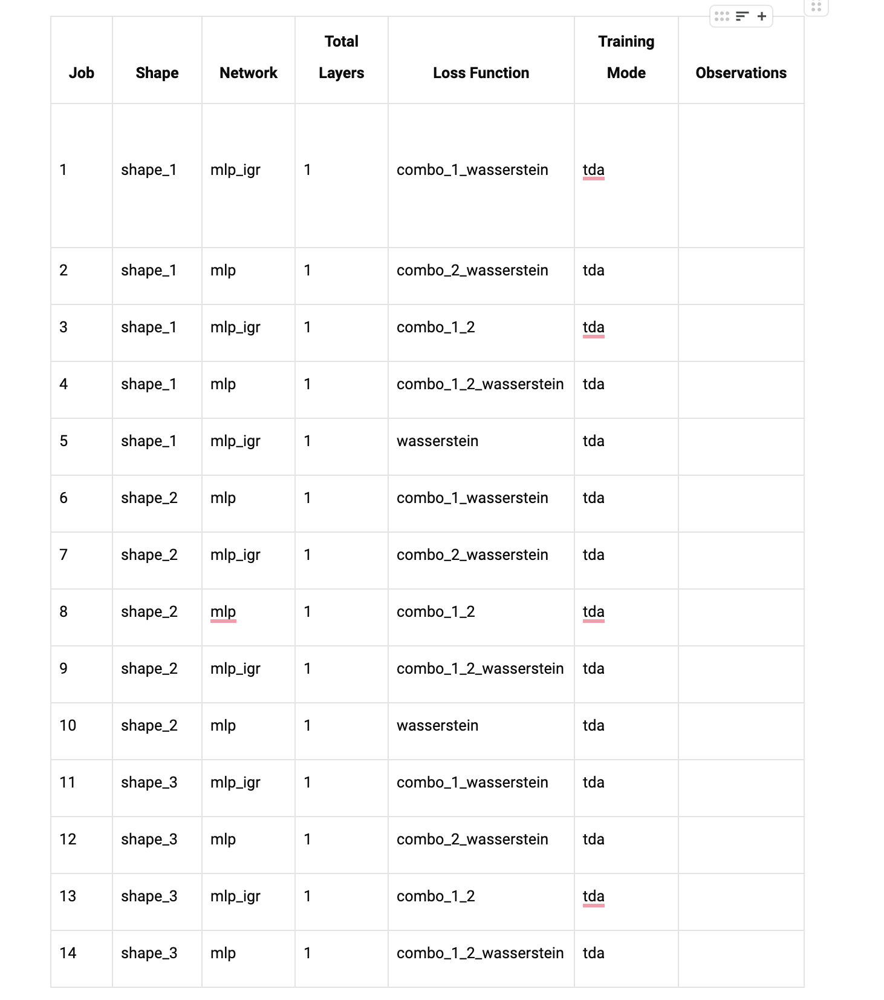 Job Shape Network Total Layers Loss Function Training Mode Observations
1 shape_1 mlp_igr 1 combo_1_wasserstein tda
2 shape_1 mlp 1 combo_2_wasserstein tda
3 shape_1 mlp_igr 1 combo_1_2 tda
4 shape_1 mlp 1 combo_1_2_wasserstein tda
5 shape_1 mlp_igr 1 wasserstein tda
6 shape_2 mlp 1 combo_1_wasserstein tda
7 shape_2 mlp_igr 1 combo_2_wasserstein tda
8 shape_2 mlp 1 combo_1_2 tda
9 shape_2 mlp_igr 1 combo_1_2_wasserstein tda
10 shape_2 mlp 1 wasserstein tda
11 shape_3 mlp_igr 1 combo_1_wasserstein tda
12 shape_3 mlp 1 combo_2_wasserstein tda
13 shape_3 mlp_igr 1 combo_1_2 tda
14 shape_3 mlp 1 combo_1_2_wasserstein tda